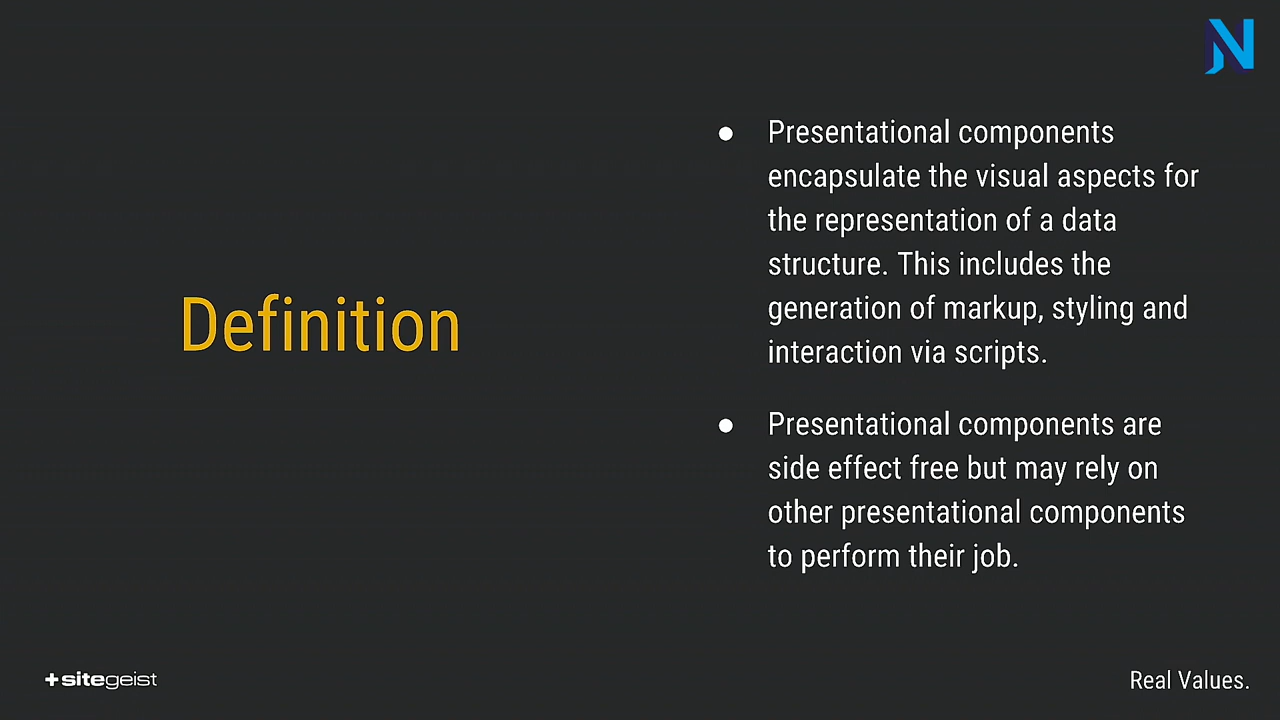 Definition
● Presentational components
encapsulate the visual aspects for
the representation of a data
structure. This includes the
generation of markup, styling and
interaction via scripts.
● Presentational components are
side effect free but may rely on
other presentational components
to perform their job.
+sitegeist
Real Values.